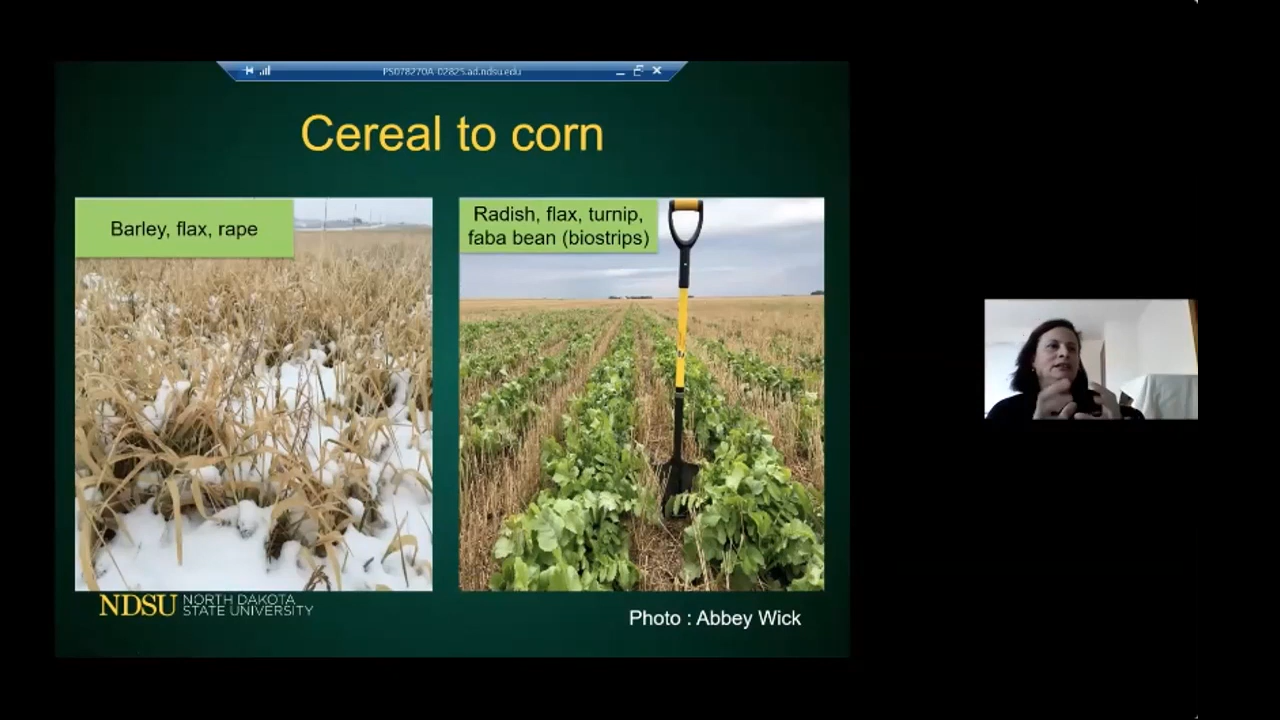 PS078270A-02825.ad.ndsu.edu
Cereal to corn
Barley, flax, rape
Radish, flax, turnip,
faba bean (biostrips)
NDSU NORTH DAKOTA
STATE UNIVERSITY
Photo : Abbey Wick